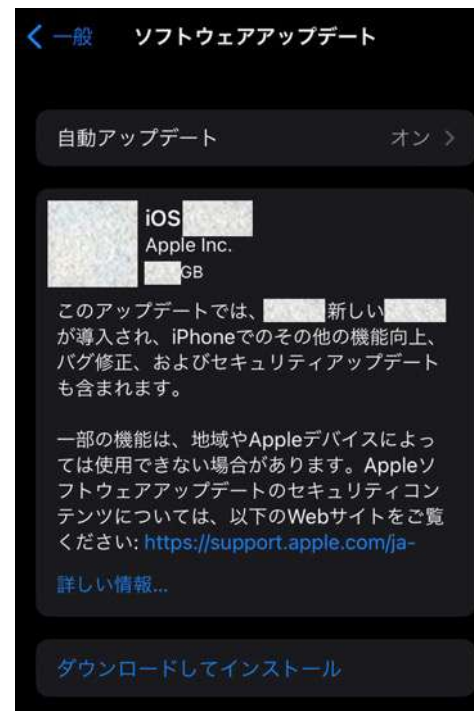 一般 ソフトウェアアップデート
自動アップデート オン
iOS
Apple Inc.
GB
このアップデートでは、新しい
が導入され、iPhoneでのその他の機能向上、
バグ修正、およびセキュリティアップデート
も含まれます。
一部の機能は、地域やAppleデバイスによっ
ては使用できない場合があります。Appleソ
フトウェアアップデートのセキュリティコン
テンツについては、以下のWebサイトをご覧
ください: https://support.apple.com/ja-
詳しい情報...
ダウンロードしてインストール